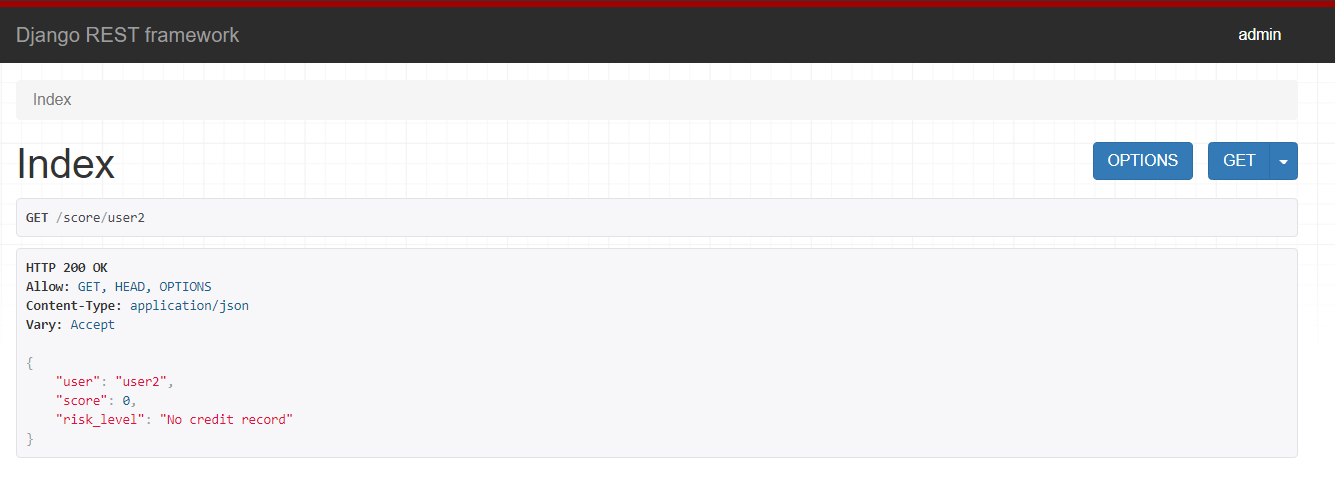 Django REST framework
admin
Index
Index
OPTIONS
GET
GET /score/user2
HTTP 200 OK
Allow: GET, HEAD, OPTIONS
Content-Type: application/json
Vary: Accept
{
    "user": "user2",
    "score": 0,
    "risk_level": "No credit record"
}